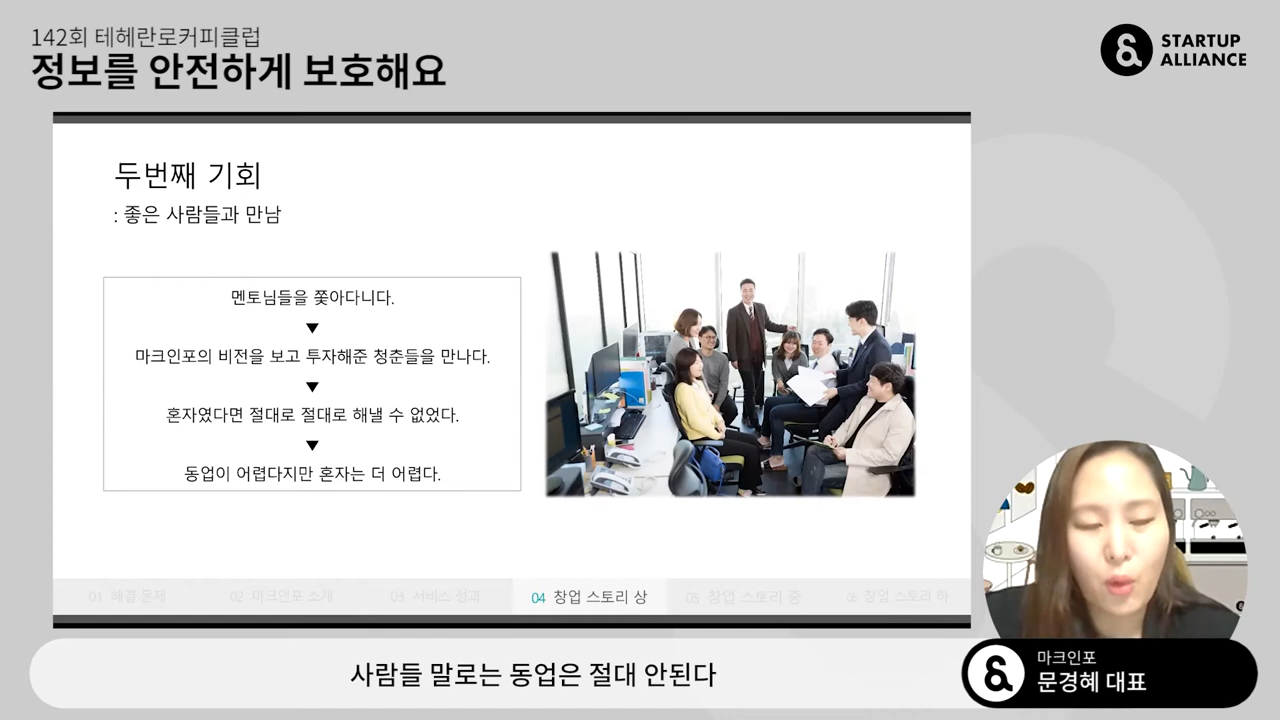 142회 테헤란로커피클럽
정보를 안전하게 보호해요
STARTUP
ALLIANCE
두번째 기회
: 좋은 사람들과 만남
멘토님들을 쫓아다니다.
▼
마크인포의 비전을 보고 투자해준 청춘들을 만나다.
▼
혼자였다면 절대로 절대로 해낼 수 없었다.
▼
동업이 어렵다지만 혼자는 더 어렵다.
01 해결 문제
02 마크인포 소개
03 서비스 성과
04 창업 스토리 상
05 창업 스토리 중
06 창업 스토리 하
사람들 말로는 동업은 절대 안된다
마크인포
문경혜 대표